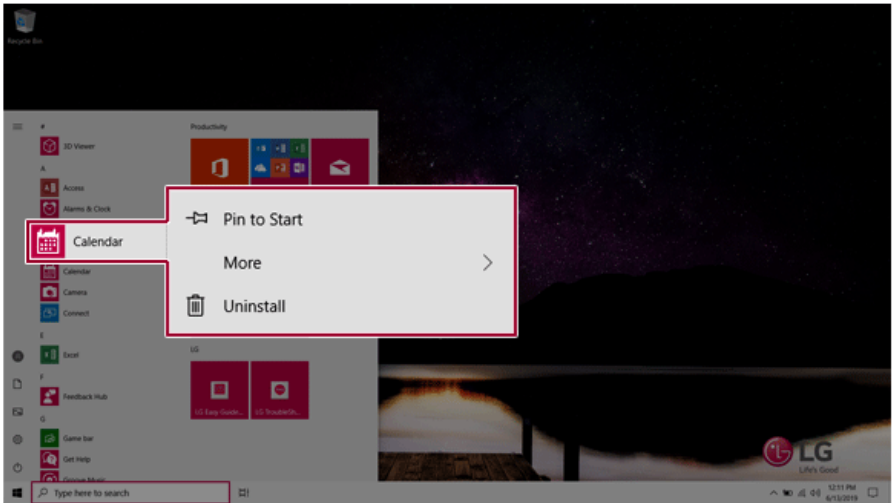 Recycle Bin
#
3D Viewer
A
Access
Alarms & Clock
Calendar
Calendar
Camera
Connect
E
Excel
F
Feedback Hub
G
Game bar
Get Help
Groove Music
Productivity
Pin to Start
More
Uninstall
LG
LG Easy Guide...
LG TroubleSh...
LG
Life's Good
Type here to search
12:11 PM
6/13/2019